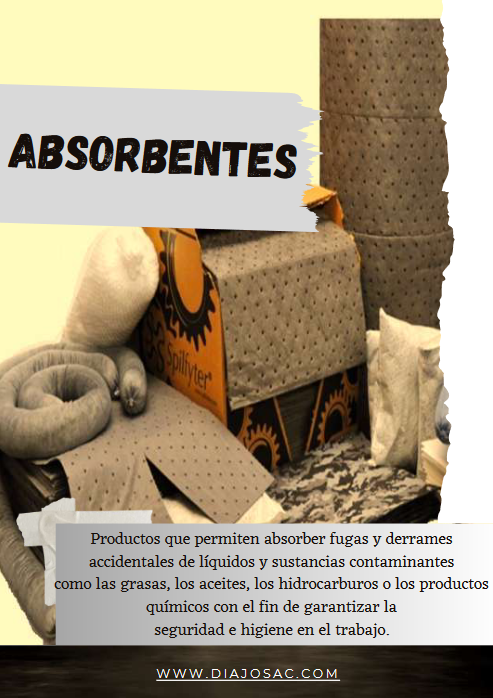 ABSORBENTES
Spilfyter
Productos que permiten absorber fugas y derrames
accidentales de líquidos y sustancias contaminantes
como las grasas, los aceites, los hidrocarburos o los productos
químicos con el fin de garantizar la
seguridad e higiene en el trabajo.
WWW.DIAJOSAC.COM